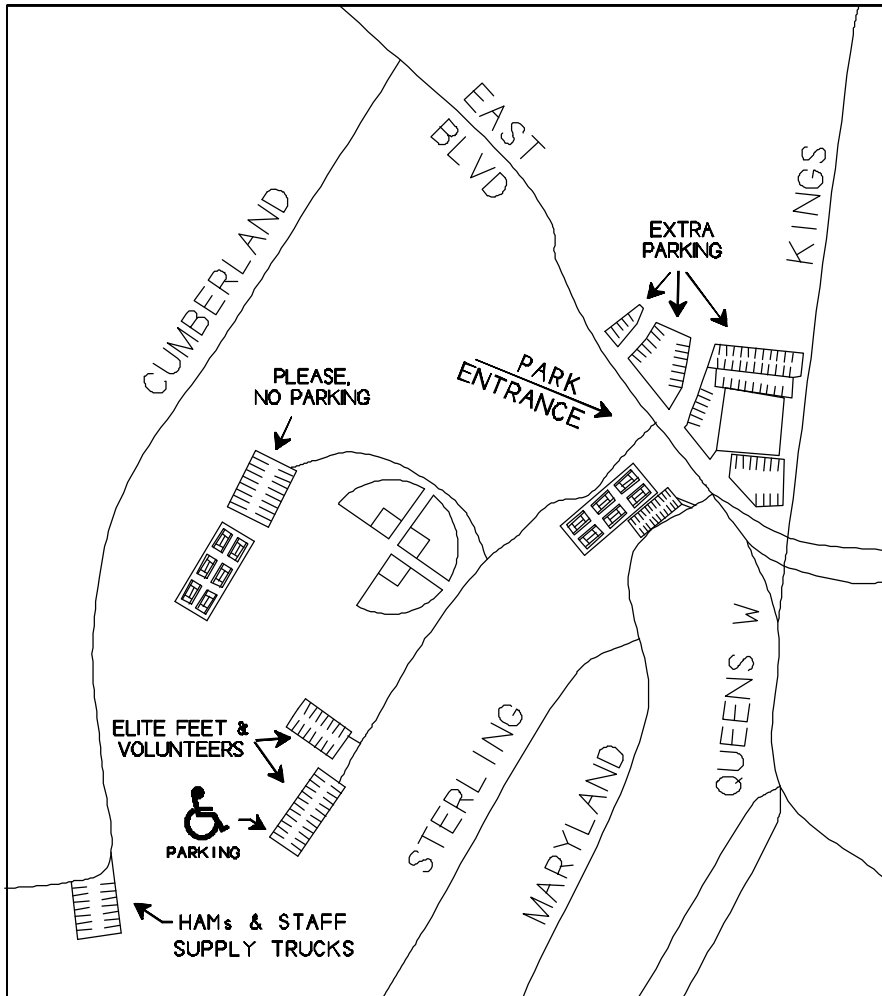 EAST
BLVD
KINGS
CUMBERLAND
EXTRA
PARKING
PARK
ENTRANCE
PLEASE,
NO PARKING
QUEENS W
ELITE FEET &
VOLUNTEERS
STERLING
MARYLAND
PARKING
HAMs & STAFF
SUPPLY TRUCKS